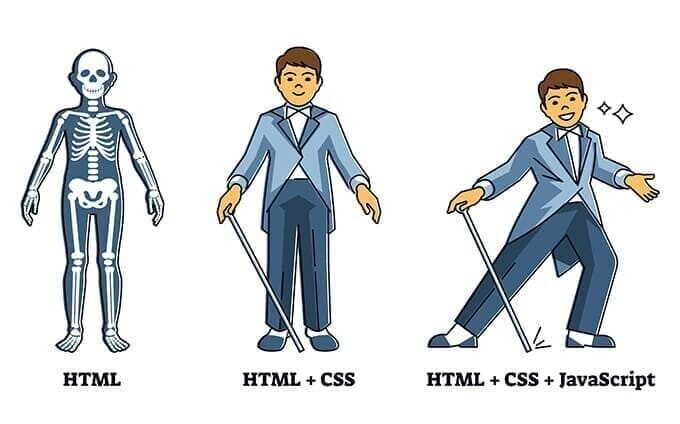 HTML
HTML + CSS
HTML + CSS + JavaScript